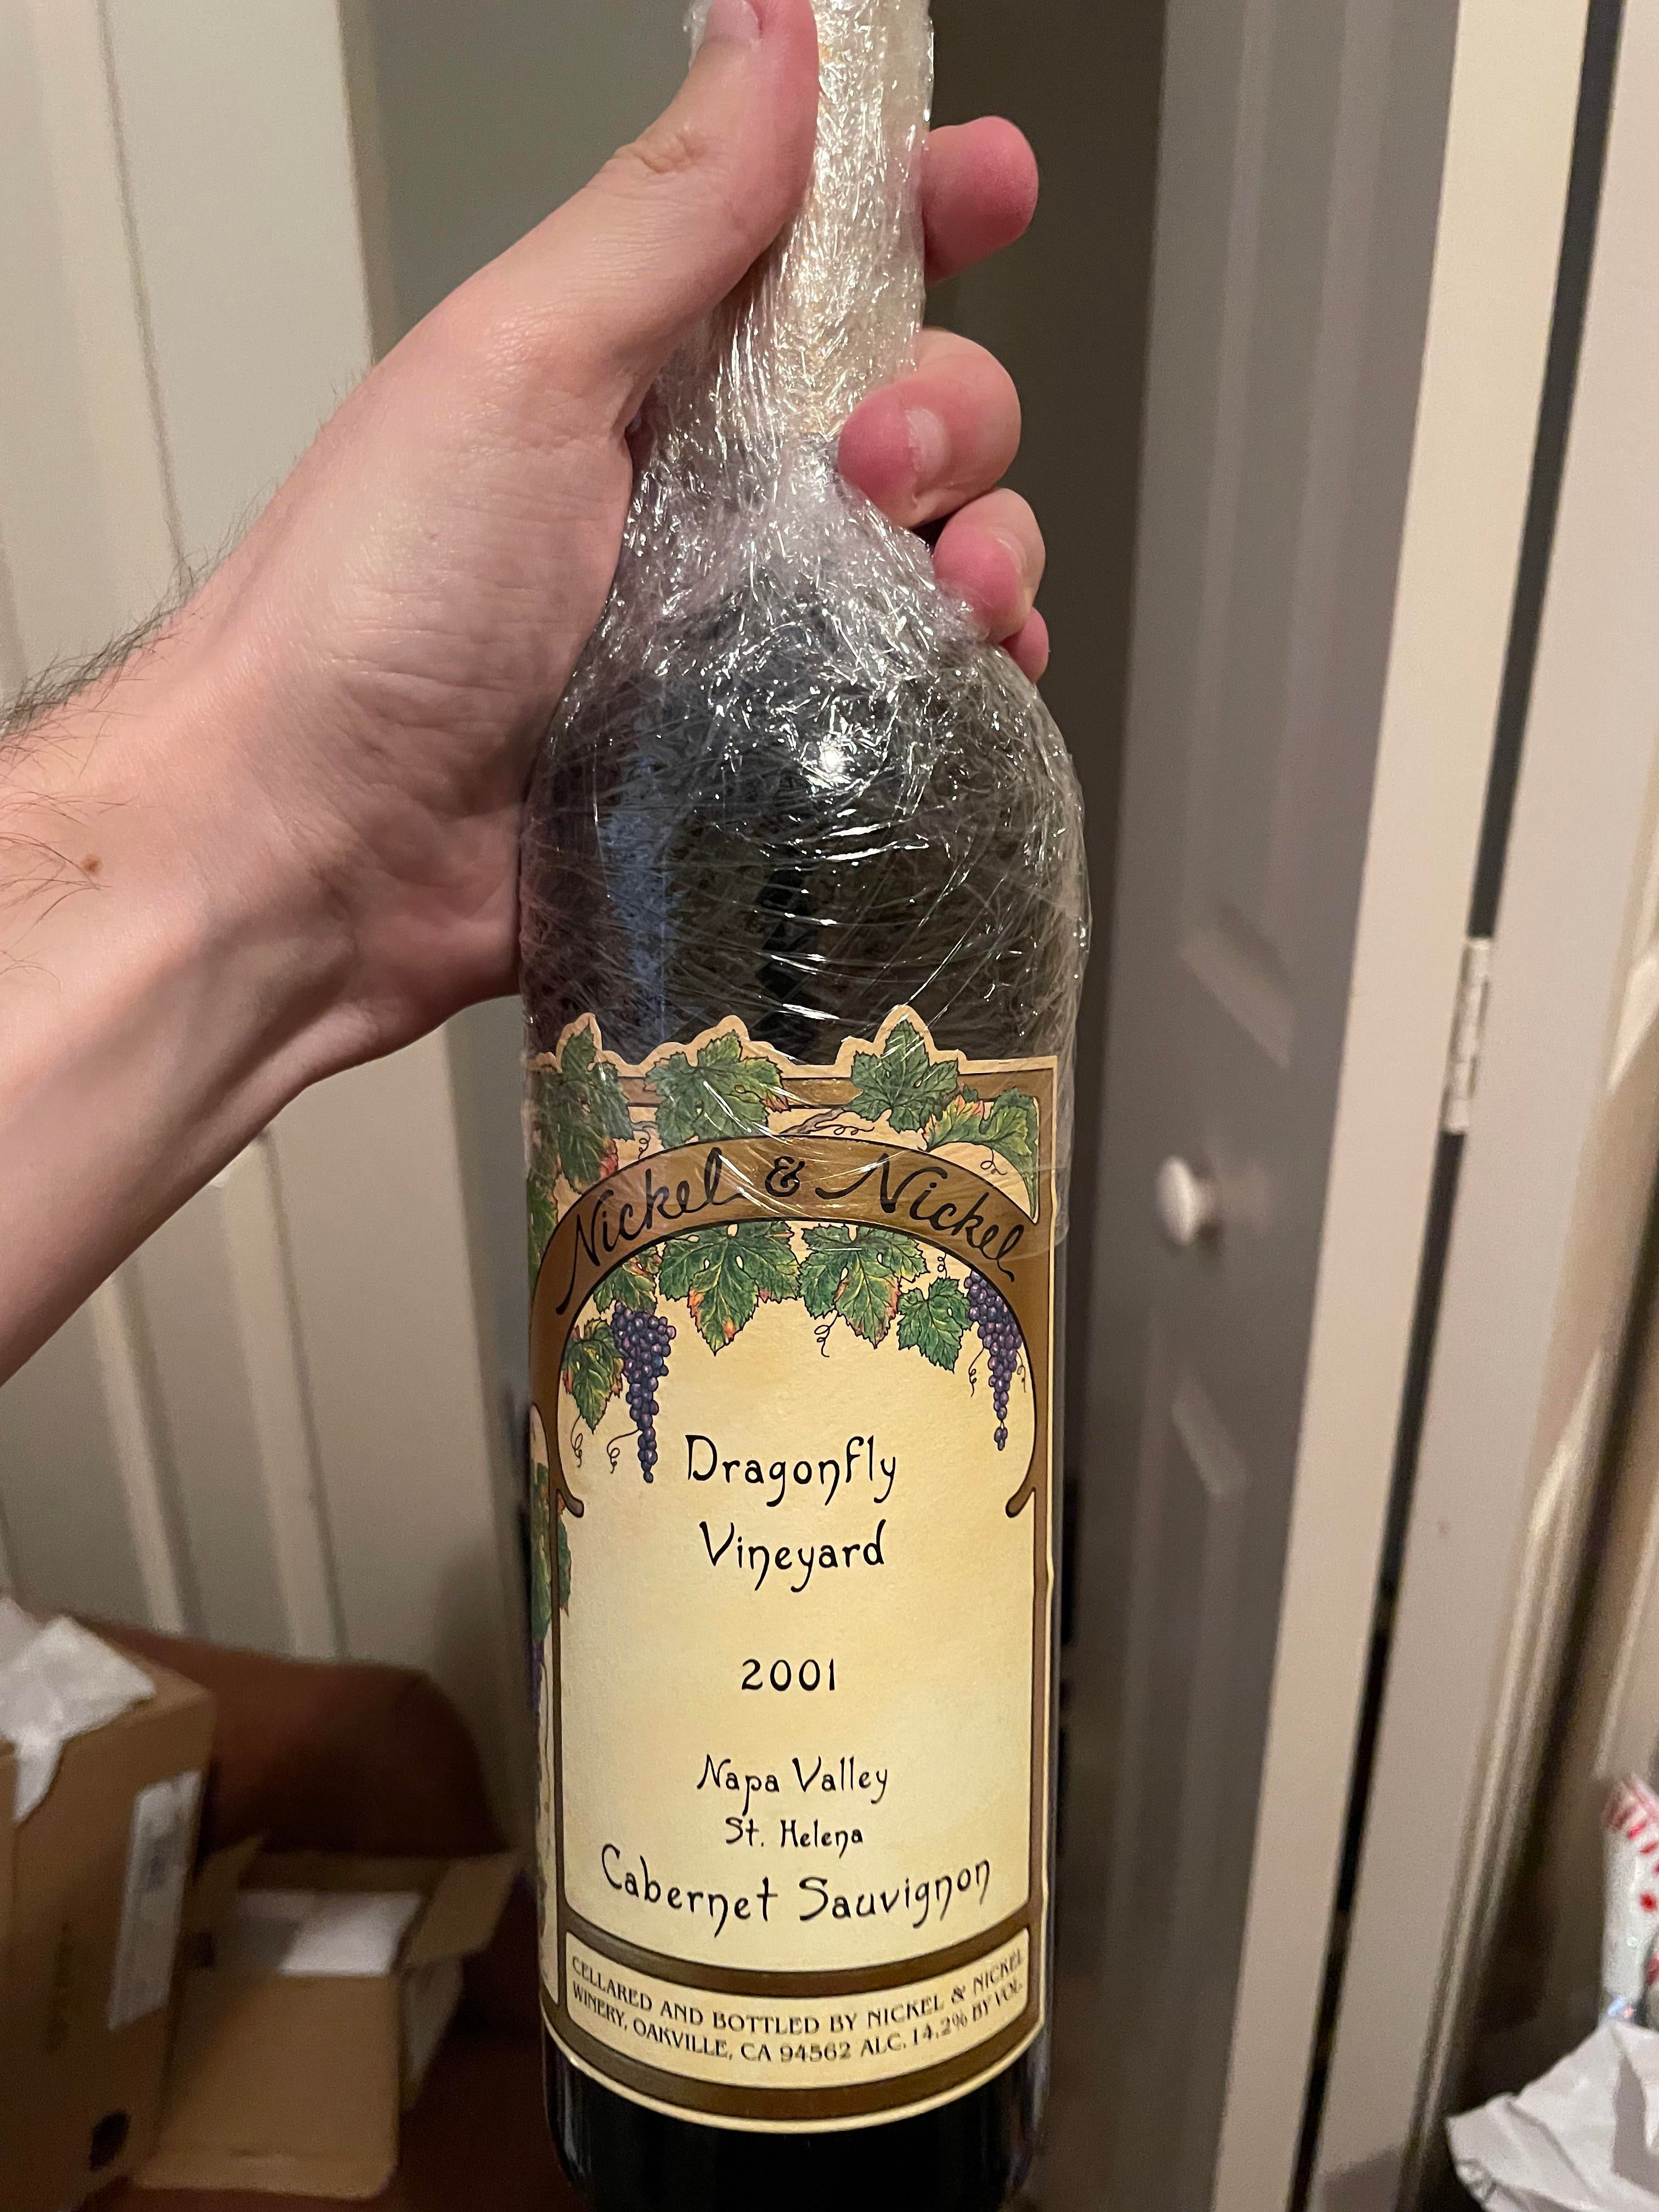 Nickel & Nickel
Dragonfly
Vineyard
2001
Napa Valley
St. Helena
Cabernet Sauvignon
CELLARED AND BOTTLED BY NICKEL & NICKEL
WINERY, OAKVILLE, CA 94562 ALC. 14.2% BY VOL.